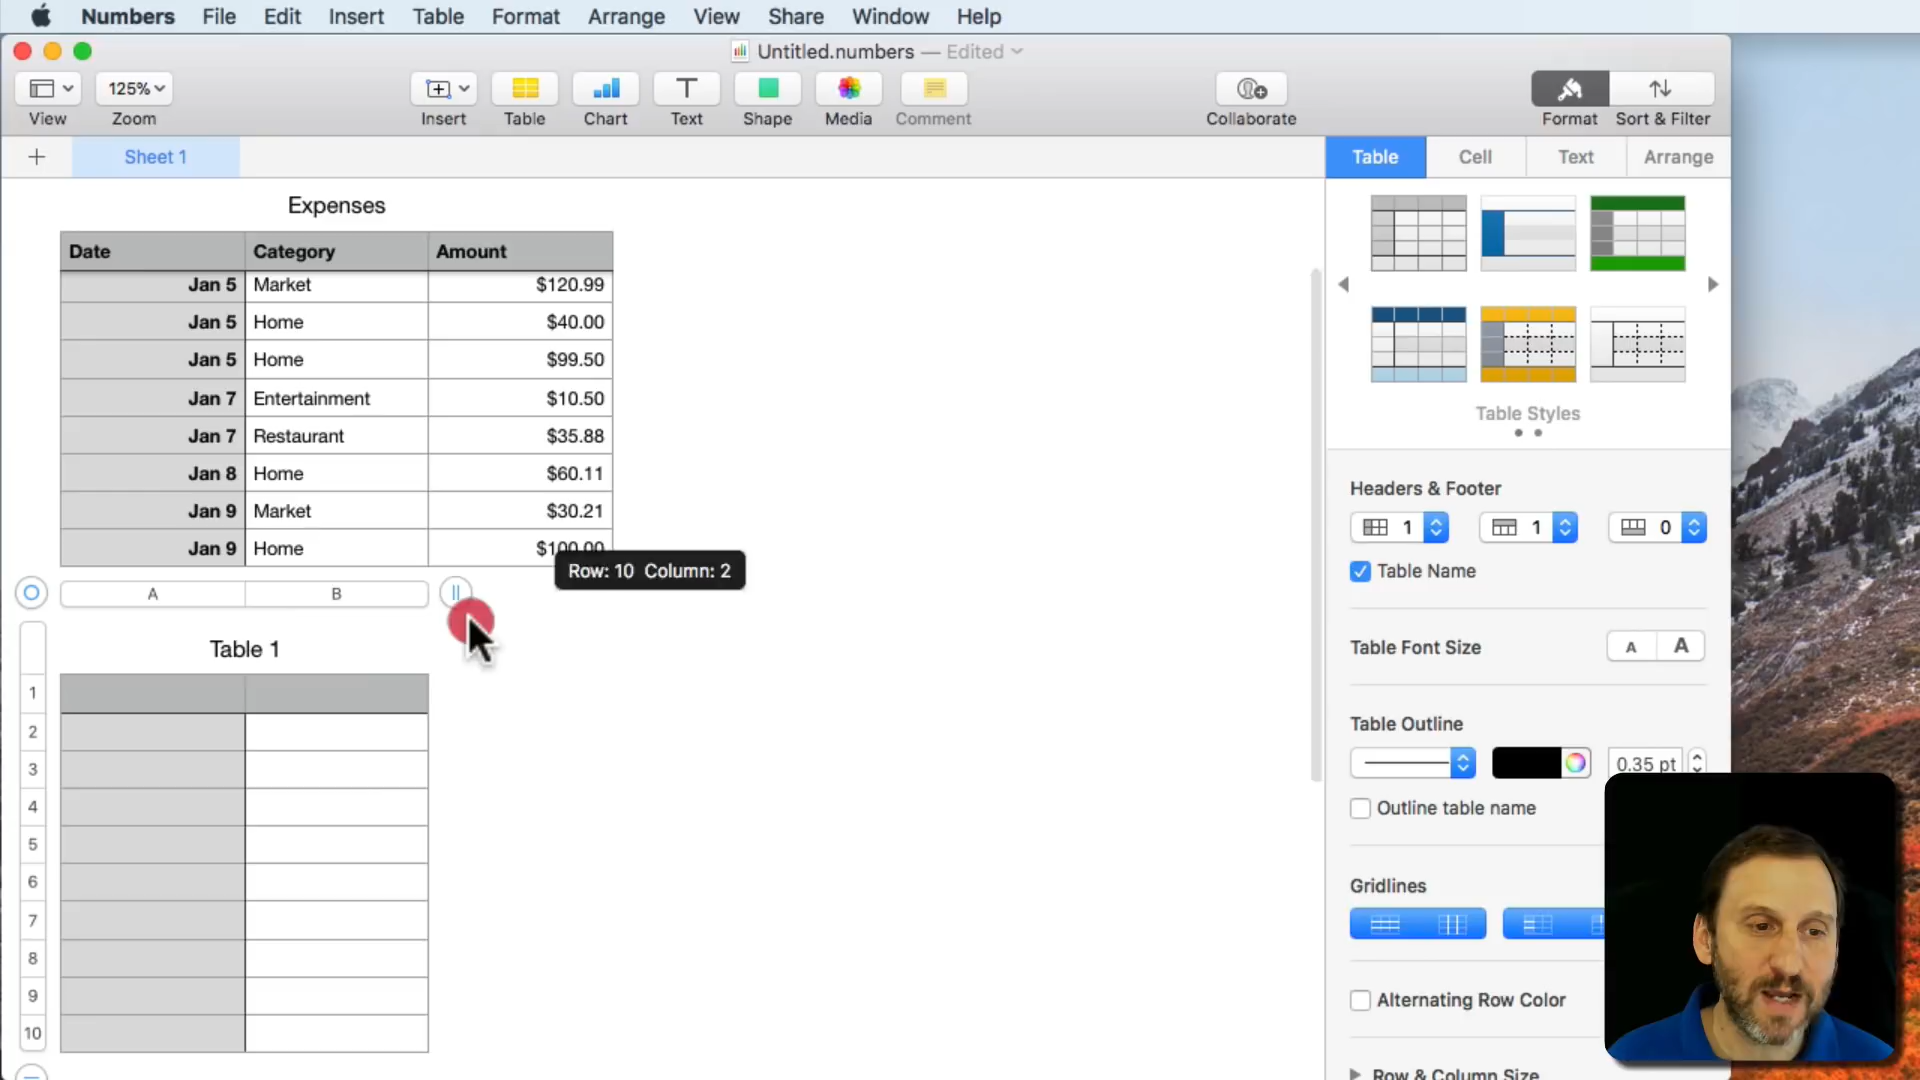 Numbers File Edit Insert Table Format Arrange View Share Window Help
Untitled.numbers — Edited
125%
View Zoom Insert Table Chart Text Shape Media Comment Collaborate Format Sort & Filter
Sheet 1
Table Cell Text Arrange
Expenses
Date Category Amount
Jan 5 Market $120.99
Jan 5 Home $40.00
Jan 5 Home $99.50
Jan 7 Entertainment $10.50
Jan 7 Restaurant $35.88
Jan 8 Home $60.11
Jan 9 Market $30.21
Jan 9 Home $100.00
Row: 10 Column: 2
A B
Table 1
1
2
3
4
5
6
7
8
9
10
Table Styles
Headers & Footer
1 1 0
Table Name
Table Font Size A A
Table Outline
0.35 pt
Outline table name
Gridlines
Alternating Row Color
Row & Column Size